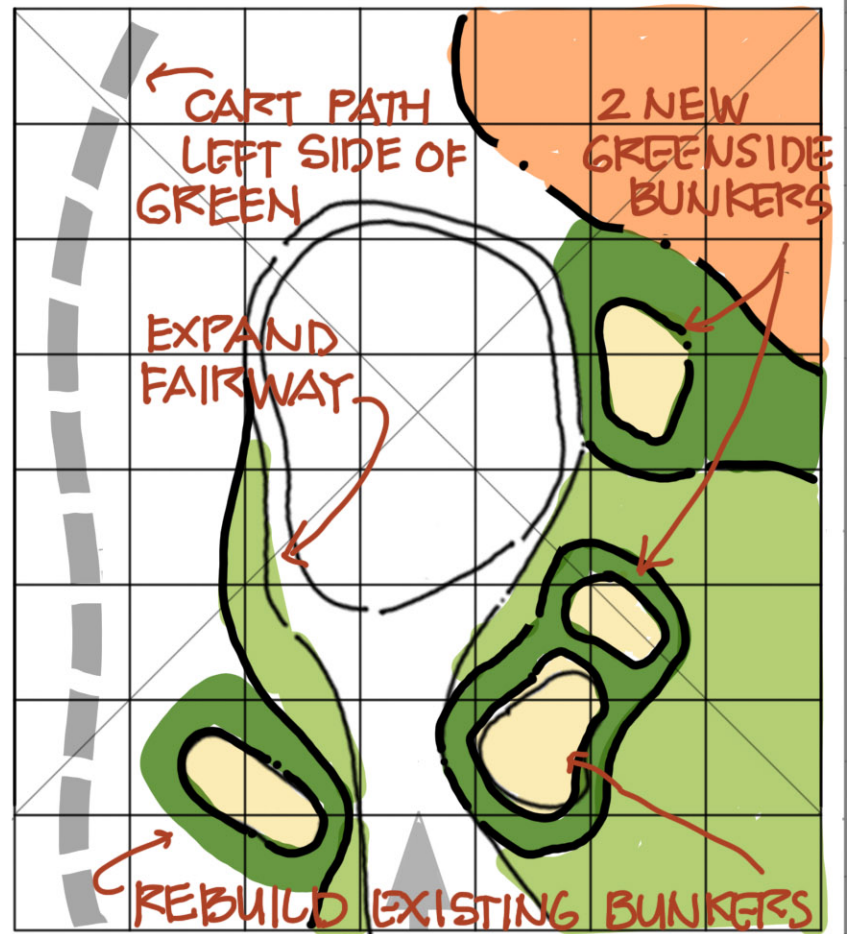 CART PATH
LEFT SIDE OF
GREEN
2 NEW
GREENSIDE
BUNKERS
EXPAND
FAIRWAY
REBUILD EXISTING BUNKERS